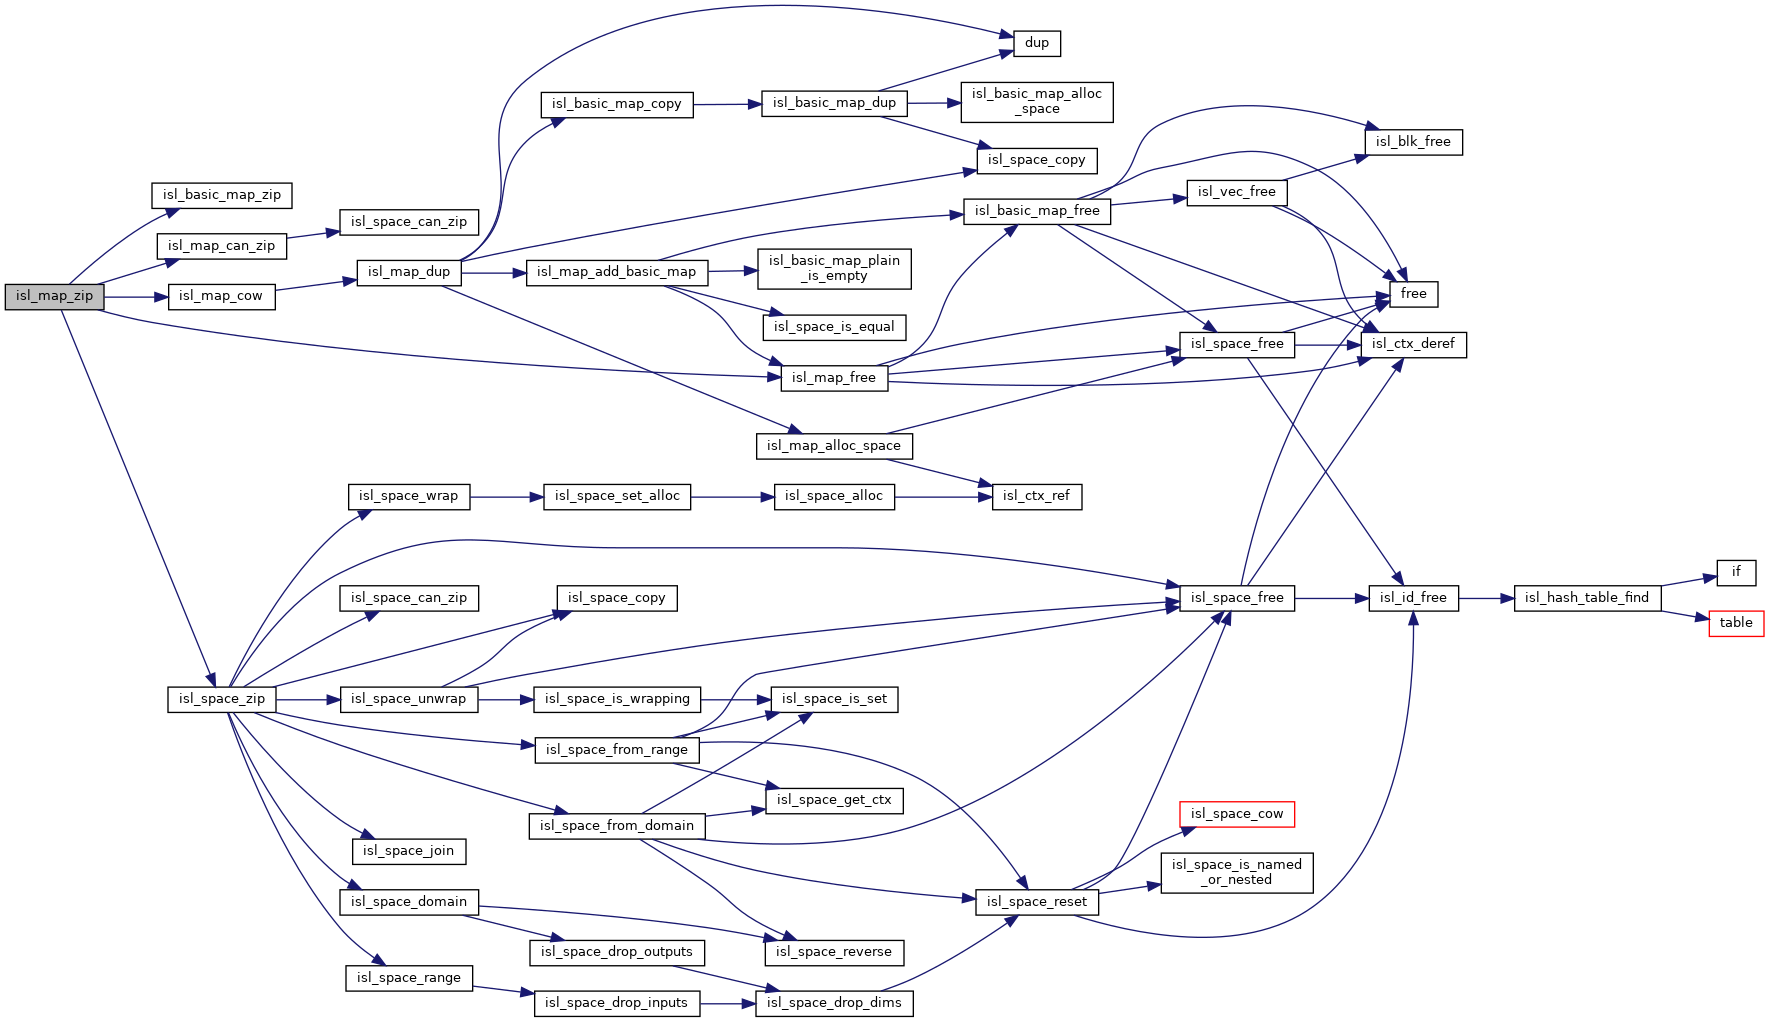 dup
isl_basic_map_copy
isl_basic_map_dup
isl_basic_map_alloc
_space
isl_blk_free
isl_space_copy
isl_basic_map_zip
isl_vec_free
isl_basic_map_free
isl_space_can_zip
isl_map_can_zip
isl_map_dup
isl_map_add_basic_map
isl_basic_map_plain
_is_empty
isl_map_zip
isl_map_cow
free
isl_space_is_equal
isl_space_free
isl_ctx_deref
isl_map_free
isl_map_alloc_space
isl_space_wrap
isl_space_set_alloc
isl_space_alloc
isl_ctx_ref
if
isl_space_can_zip
isl_space_copy
isl_space_free
isl_id_free
isl_hash_table_find
table
isl_space_zip
isl_space_unwrap
isl_space_is_wrapping
isl_space_is_set
isl_space_from_range
isl_space_get_ctx
isl_space_cow
isl_space_from_domain
isl_space_join
isl_space_is_named
_or_nested
isl_space_domain
isl_space_reset
isl_space_drop_outputs
isl_space_reverse
isl_space_range
isl_space_drop_inputs
isl_space_drop_dims